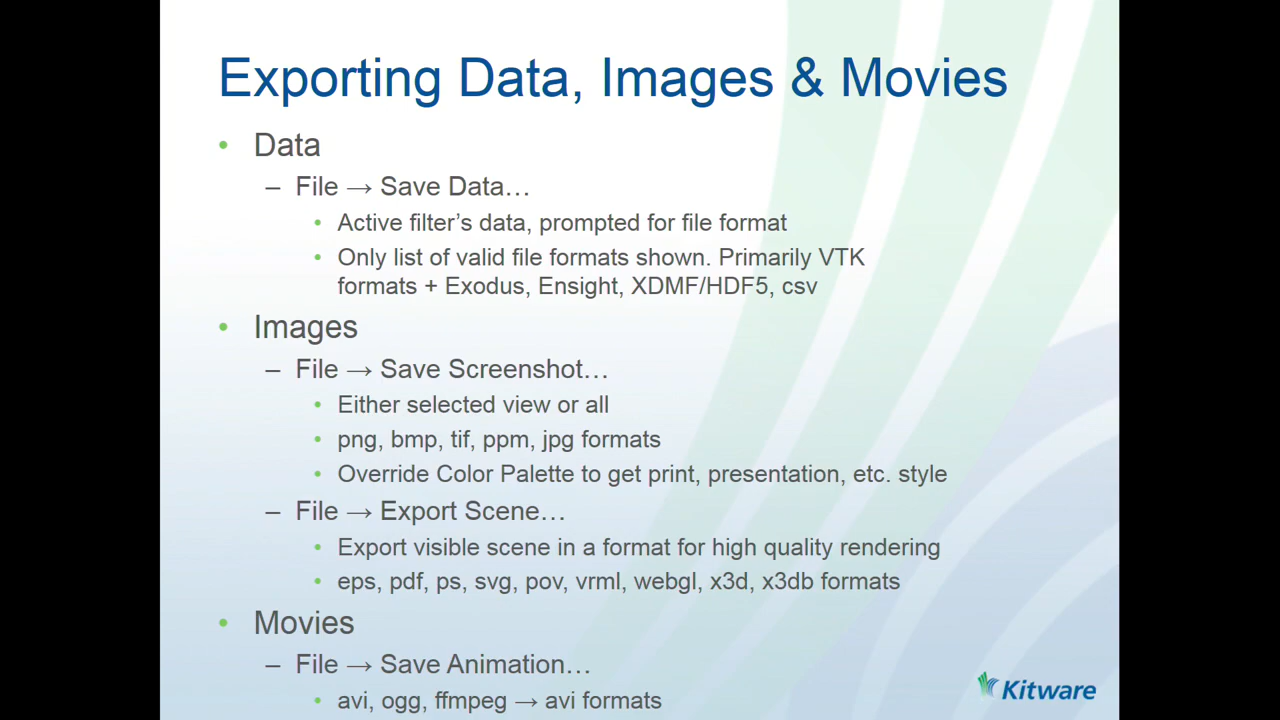 Exporting Data, Images & Movies
• Data
– File → Save Data…
• Active filter’s data, prompted for file format
• Only list of valid file formats shown. Primarily VTK
formats + Exodus, Ensight, XDMF/HDF5, csv
• Images
– File → Save Screenshot…
• Either selected view or all
• png, bmp, tif, ppm, jpg formats
• Override Color Palette to get print, presentation, etc. style
– File → Export Scene…
• Export visible scene in a format for high quality rendering
• eps, pdf, ps, svg, pov, vrml, webgl, x3d, x3db formats
• Movies
– File → Save Animation…
• avi, ogg, ffmpeg → avi formats
Kitware